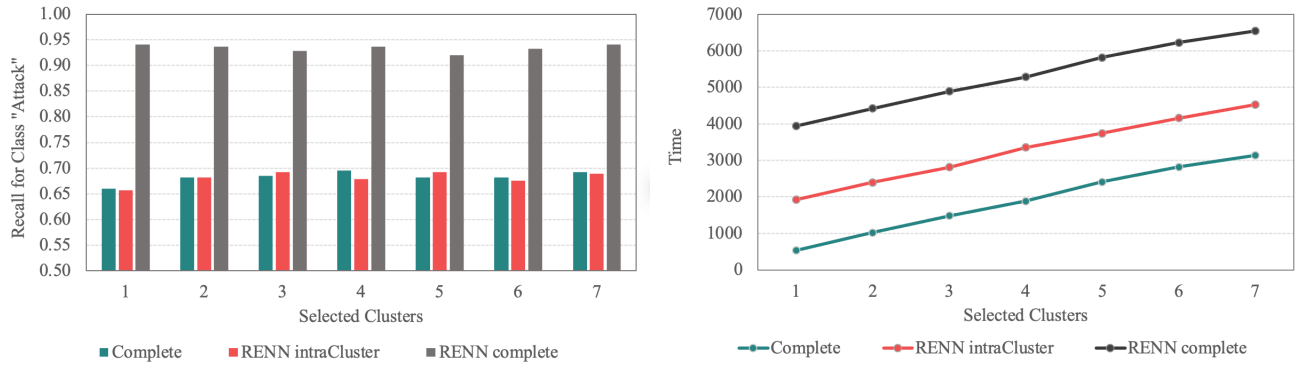 1.00
0.95
0.90
0.85
0.80
0.75
0.70
0.65
0.60
0.55
0.50
Recall for Class "Attack"
1 2 3 4 5 6 7
Selected Clusters
Complete RENN intraCluster RENN complete
7000
6000
5000
4000
3000
2000
1000
0
Time
1 2 3 4 5 6 7
Selected Clusters
Complete RENN intraCluster RENN complete